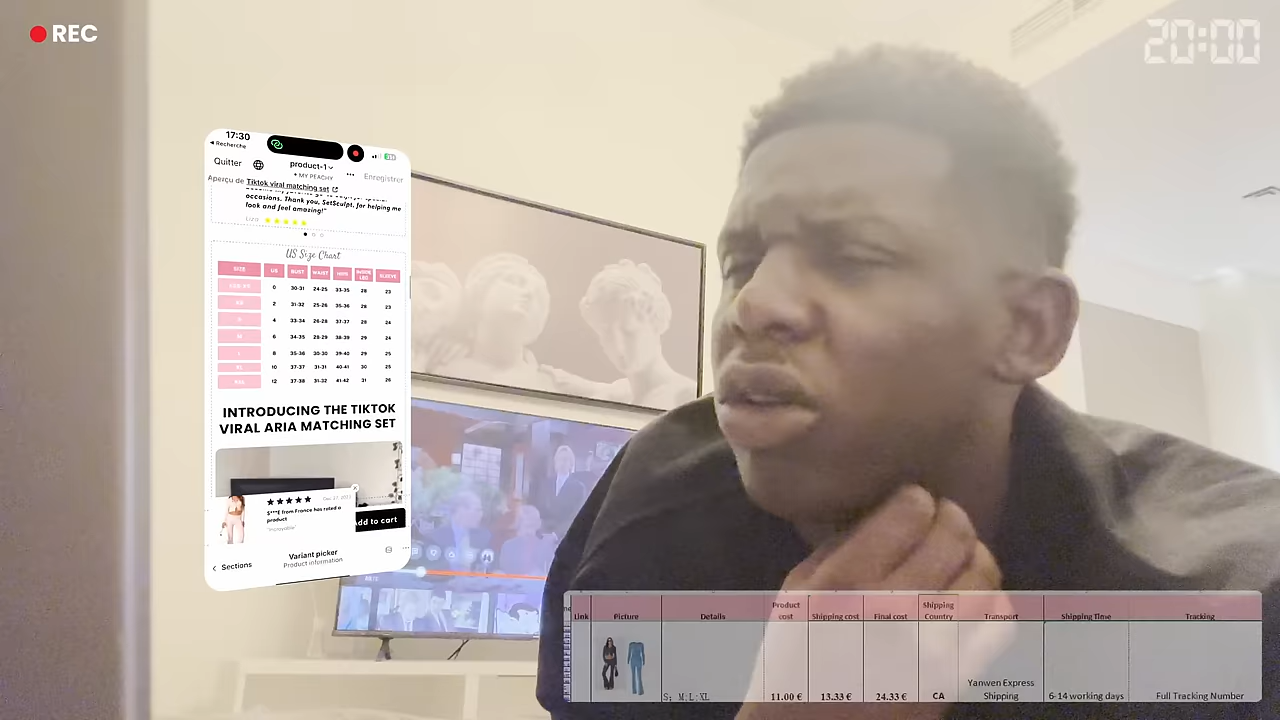 REC
20:00
17:30
Recherche
Quitter
product-1
MY PEACHY
Enregistrer
Aperçu de Tiktok viral matching set
occasions. Thank you, SetSculpt, for helping me
look and feel amazing!"
US Size Chart
SIZE US BUST WAIST HIPS INSIDE LEG SLEEVE
0 30-31 24-25 33-35 28 23
XS 2 31-32 25-26 35-36 28 23
S 4 33-34 26-28 37-37 28 24
M 6 34-35 28-29 38-39 29 24
L 8 35-36 30-30 39-40 29 25
XL 10 37-37 31-31 40-41 30 25
XXL 12 37-38 31-32 41-42 31 26
INTRODUCING THE TIKTOK
VIRAL ARIA MATCHING SET
S***E from France has rated a
product
"Incroyable"
Add to cart
Variant picker
Product information
Sections
Link Picture Details Product cost Shipping cost Final cost Shipping Country Transport Shipping Time Tracking
S; M;L;XL 11.00 € 13.33 € 24.33 € CA Yanwen Express Shipping 6-14 working days Full Tracking Number